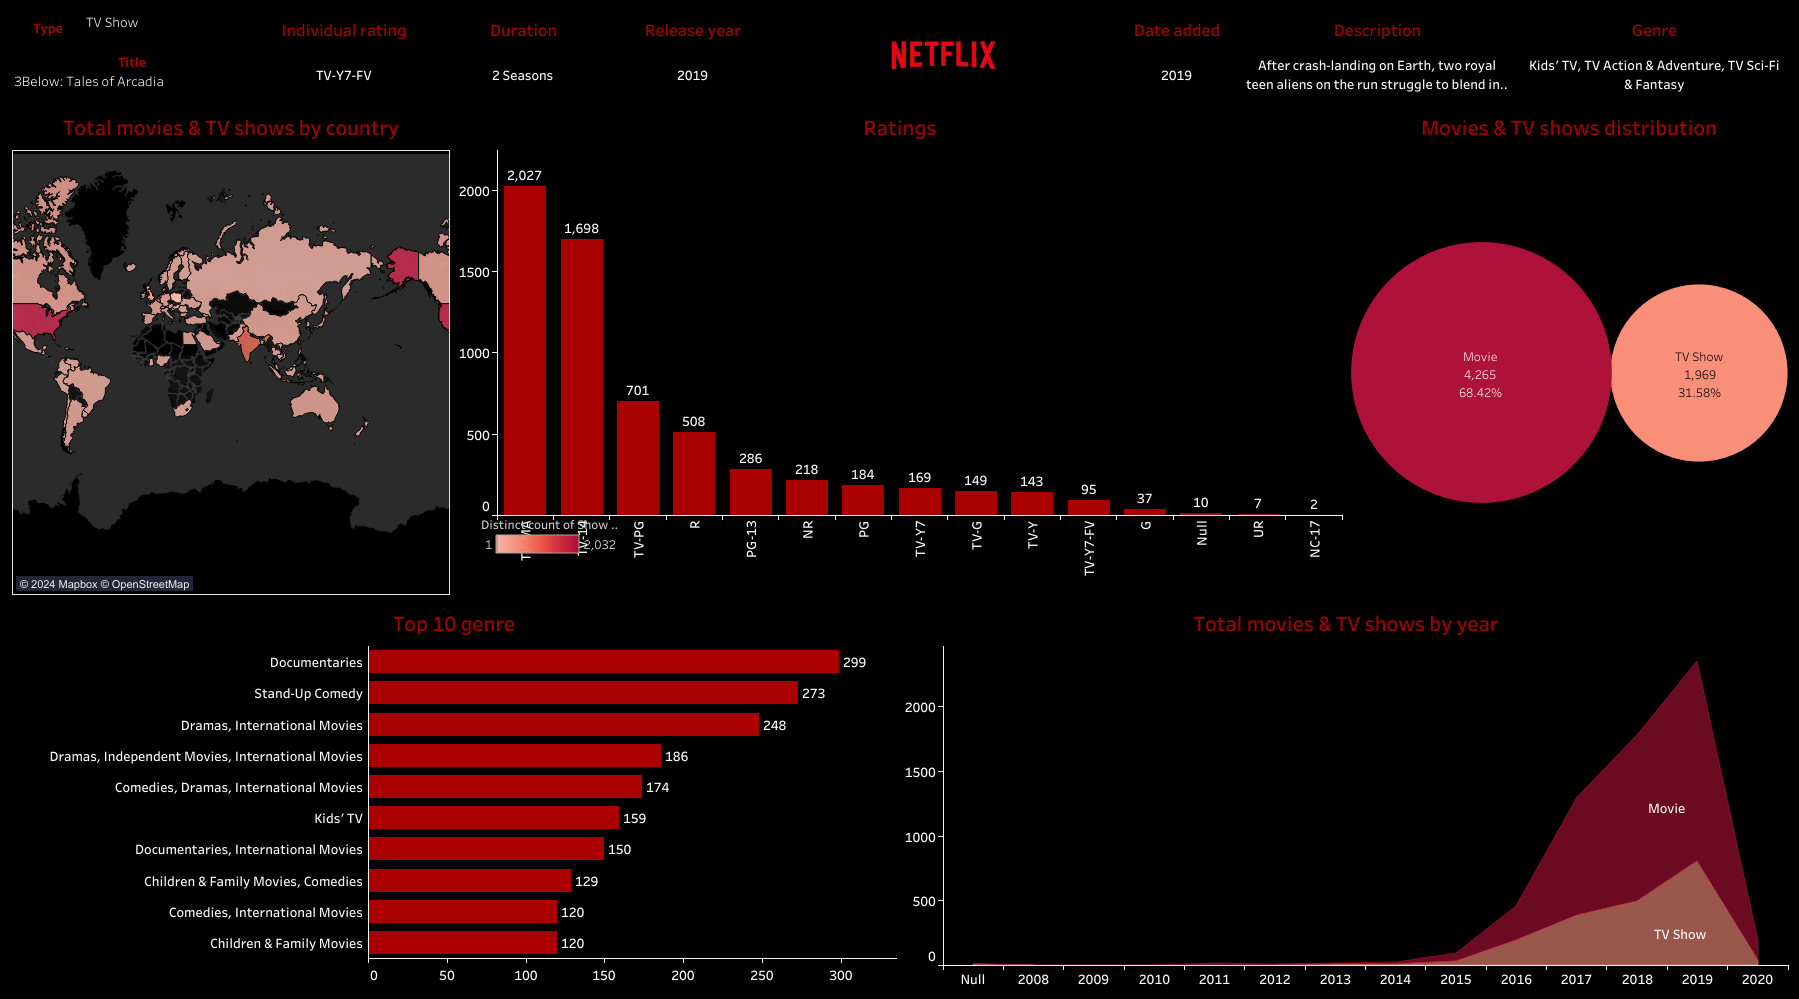 Type
TV Show
Title
3Below: Tales of Arcadia
Individual rating
TV-Y7-FV
Duration
2 Seasons
Release year
2019
NETFLIX
Date added
2019
Description
After crash-landing on Earth, two royal
teen aliens on the run struggle to blend in..
Genre
Kids’ TV, TV Action & Adventure, TV Sci-Fi
& Fantasy
Total movies & TV shows by country
© 2024 Mapbox © OpenStreetMap
Ratings
2000
1500
1000
500
0
2,027
1,698
701
508
286
218
184
169
149
143
95
37
10
7
2
TV-14
TV-PG
R
PG-13
NR
PG
TV-Y7
TV-G
TV-Y
TV-Y7-FV
G
Null
UR
NC-17
Distinct count of Show ..
1
2,032
Movies & TV shows distribution
Movie
4,265
68.42%
TV Show
1,969
31.58%
Top 10 genre
Documentaries 299
Stand-Up Comedy 273
Dramas, International Movies 248
Dramas, Independent Movies, International Movies 186
Comedies, Dramas, International Movies 174
Kids’ TV 159
Documentaries, International Movies 150
Children & Family Movies, Comedies 129
Comedies, International Movies 120
Children & Family Movies 120
0 50 100 150 200 250 300
Total movies & TV shows by year
2000
1500
1000
500
0
Movie
TV Show
Null 2008 2009 2010 2011 2012 2013 2014 2015 2016 2017 2018 2019 2020